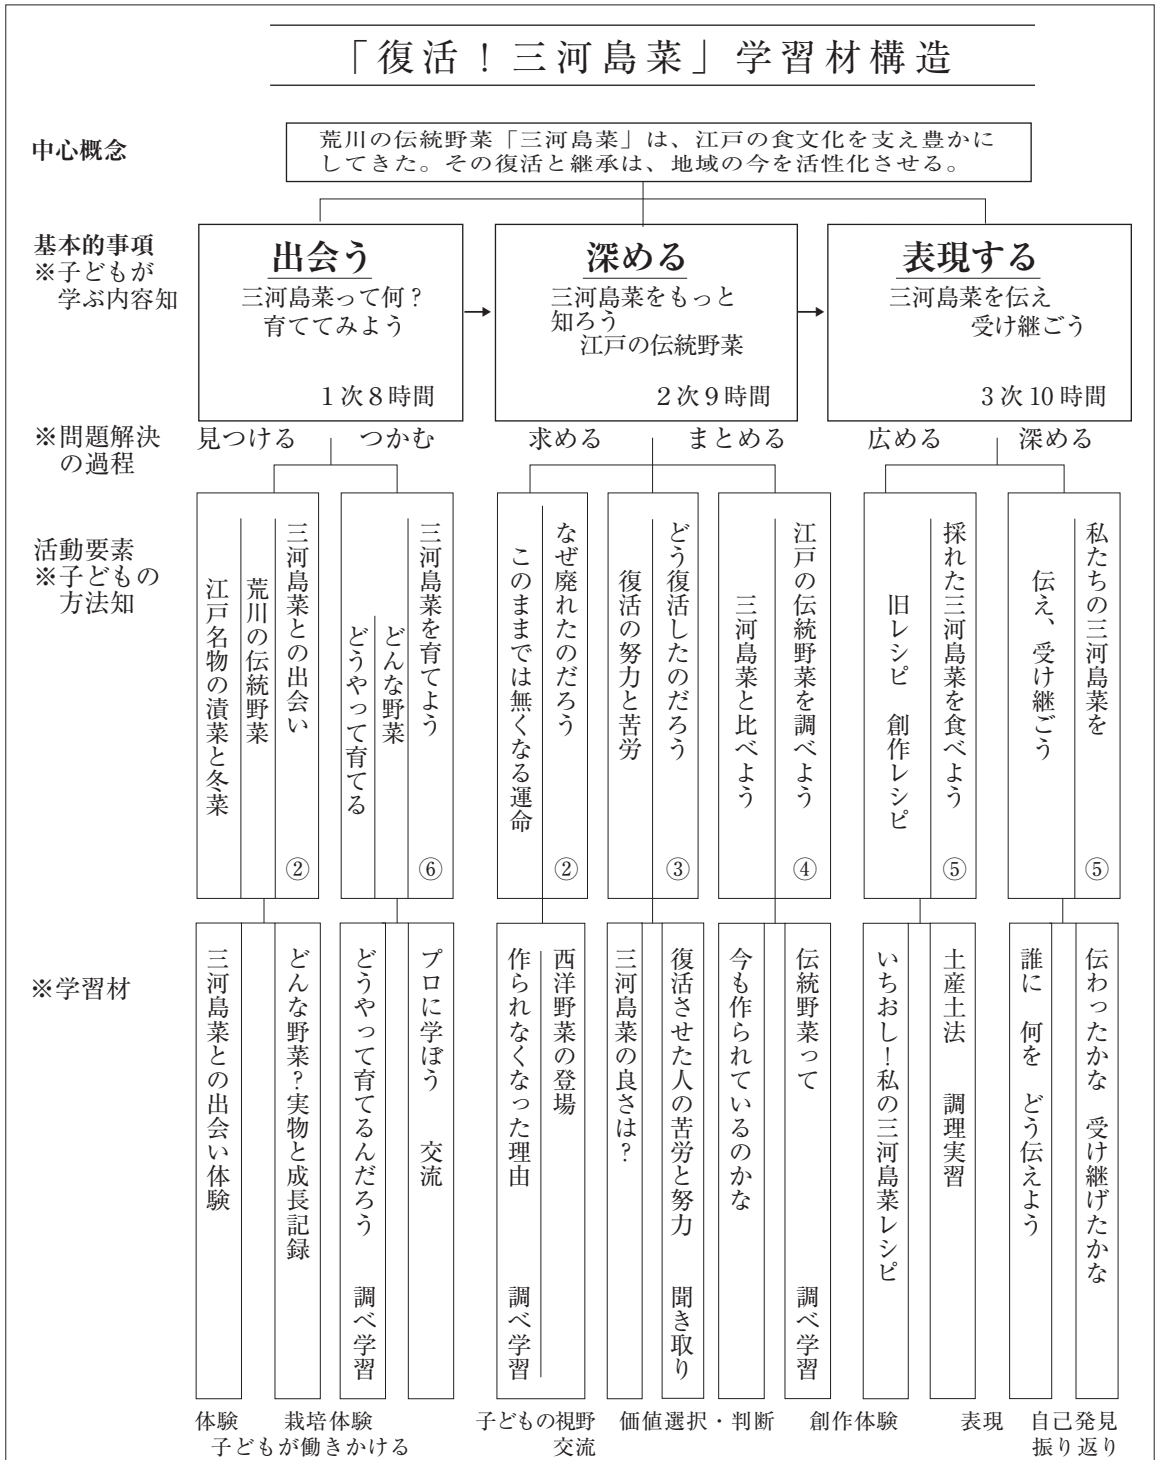 「復活！三河島菜」学習材構造
中心概念
荒川の伝統野菜「三河島菜」は、江戸の食文化を支え豊かに
してきた。その復活と継承は、地域の今を活性化させる。
基本的事項
※子どもが
学ぶ内容知
出会う
三河島菜って何？
育ててみよう
1次8時間
深める
三河島菜をもっと
知ろう
江戸の伝統野菜
2次9時間
表現する
三河島菜を伝え
受け継ごう
3次10時間
※問題解決
の過程
見つける　つかむ
求める　まとめる
広める　深める
活動要素
※子どもの
方法知
三河島菜との出会い　②
荒川の伝統野菜
江戸名物の漬菜と冬菜
三河島菜を育てよう　⑥
どんな野菜
どうやって育てる
なぜ廃れたのだろう　②
このままでは無くなる運命
どう復活したのだろう　③
復活の努力と苦労
江戸の伝統野菜を調べよう　④
三河島菜と比べよう
採れた三河島菜を食べよう　⑤
旧レシピ　創作レシピ
私たちの三河島菜を　⑤
伝え、受け継ごう
※学習材
三河島菜との出会い体験
どんな野菜？実物と成長記録
どうやって育てるんだろう　調べ学習
プロに学ぼう　交流
西洋野菜の登場
作られなくなった理由　調べ学習
三河島菜の良さは？
復活させた人の苦労と努力　聞き取り
今も作られているのかな
伝統野菜って　調べ学習
いちおし！私の三河島菜レシピ
土産土法　調理実習
誰に　何を　どう伝えよう
伝わったかな　受け継げたかな
体験　栽培体験
子どもが働きかける
子どもの視野
交流
価値選択・判断
創作体験
表現
自己発見
振り返り